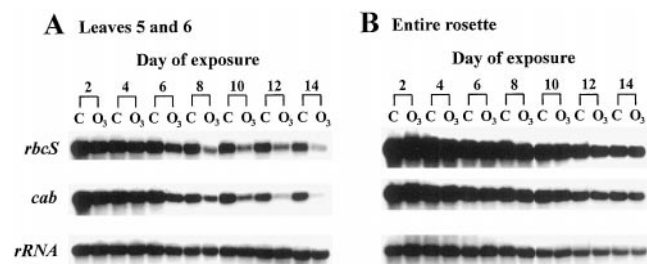 A Leaves 5 and 6
Day of exposure
2 4 6 8 10 12 14
C O₃ C O₃ C O₃ C O₃ C O₃ C O₃ C O₃
rbcS
cab
rRNA
B Entire rosette
Day of exposure
2 4 6 8 10 12 14
C O₃ C O₃ C O₃ C O₃ C O₃ C O₃ C O₃